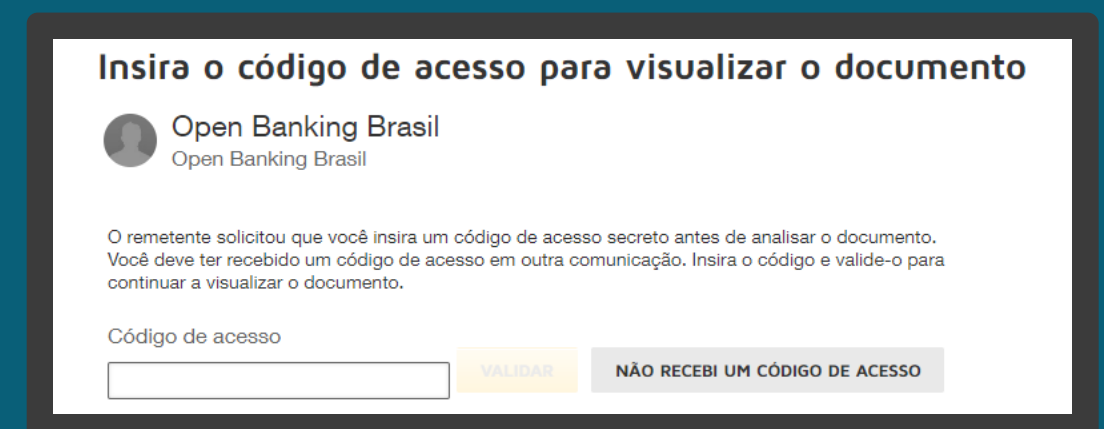 Insira o código de acesso para visualizar o documento
Open Banking Brasil
Open Banking Brasil
O remetente solicitou que você insira um código de acesso secreto antes de analisar o documento.
Você deve ter recebido um código de acesso em outra comunicação. Insira o código e valide-o para
continuar a visualizar o documento.
Código de acesso
VALIDAR
NÃO RECEBI UM CÓDIGO DE ACESSO